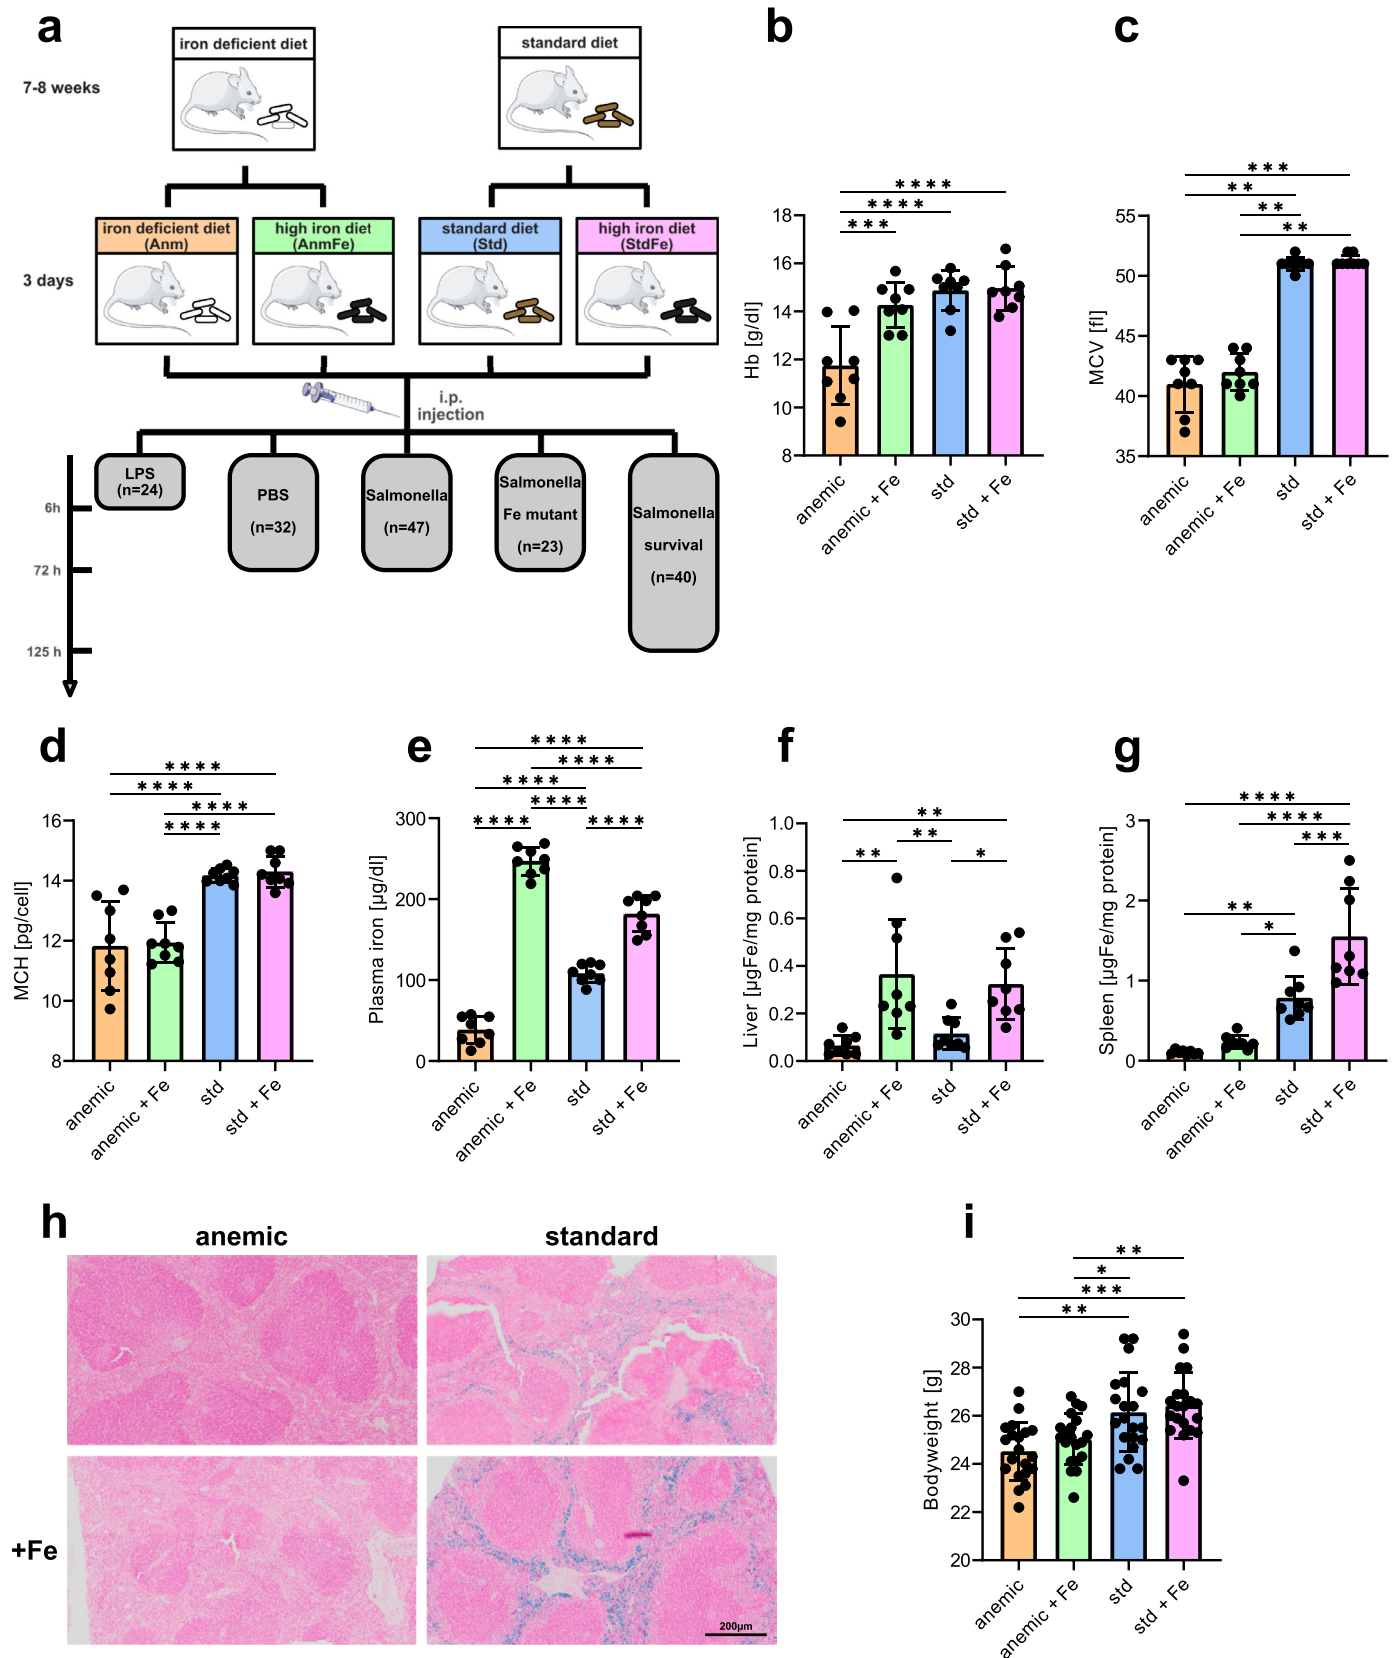 a
iron deficient diet
standard diet
7-8 weeks
iron deficient diet
(Anm)
high iron diet
(AnmFe)
standard diet
(Std)
high iron diet
(StdFe)
3 days
i.p.
injection
LPS
(n=24)
PBS
(n=32)
Salmonella
(n=47)
Salmonella
Fe mutant
(n=23)
Salmonella
survival
(n=40)
6h
72 h
125 h
b
****
****
***
Hb [g/dl]
18
16
14
12
10
8
anemic
anemic + Fe
std
std + Fe
c
***
**
**
**
MCV [fl]
55
50
45
40
35
anemic
anemic + Fe
std
std + Fe
d
****
****
****
****
MCH [pg/cell]
16
14
12
10
8
anemic
anemic + Fe
std
std + Fe
e
****
****
****
****
****
****
Plasma iron [µg/dl]
300
200
100
0
anemic
anemic + Fe
std
std + Fe
f
**
**
**
*
Liver [µgFe/mg protein]
1.0
0.8
0.6
0.4
0.2
0.0
anemic
anemic + Fe
std
std + Fe
g
****
****
***
**
*
Spleen [µgFe/mg protein]
3
2
1
0
anemic
anemic + Fe
std
std + Fe
h
anemic
standard
+Fe
200µm
i
**
*
***
**
Bodyweight [g]
30
28
26
24
22
20
anemic
anemic + Fe
std
std + Fe